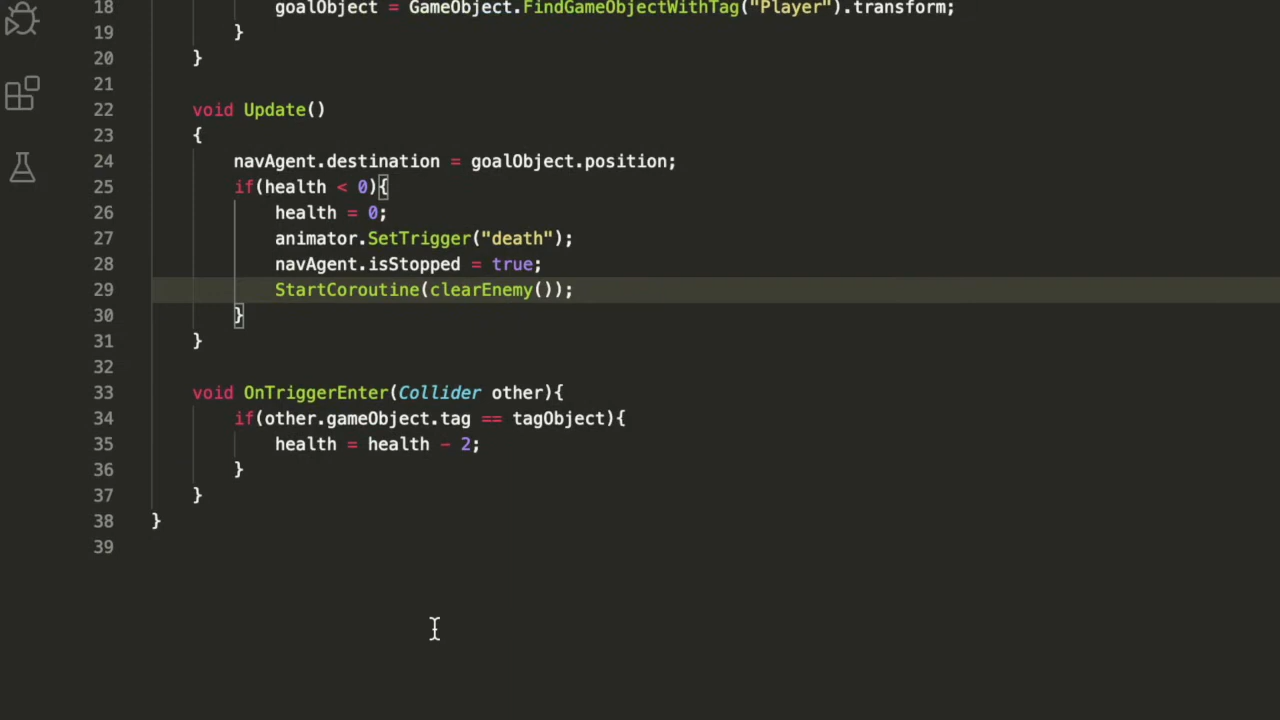 18 goalObject = GameObject.FindGameObjectWithTag("Player").transform;
19 }
20 }
21
22 void Update()
23 {
24 navAgent.destination = goalObject.position;
25 if(health < 0){
26 health = 0;
27 animator.SetTrigger("death");
28 navAgent.isStopped = true;
29 StartCoroutine(clearEnemy());
30 }
31 }
32
33 void OnTriggerEnter(Collider other){
34 if(other.gameObject.tag == tagObject){
35 health = health - 2;
36 }
37 }
38 }
39